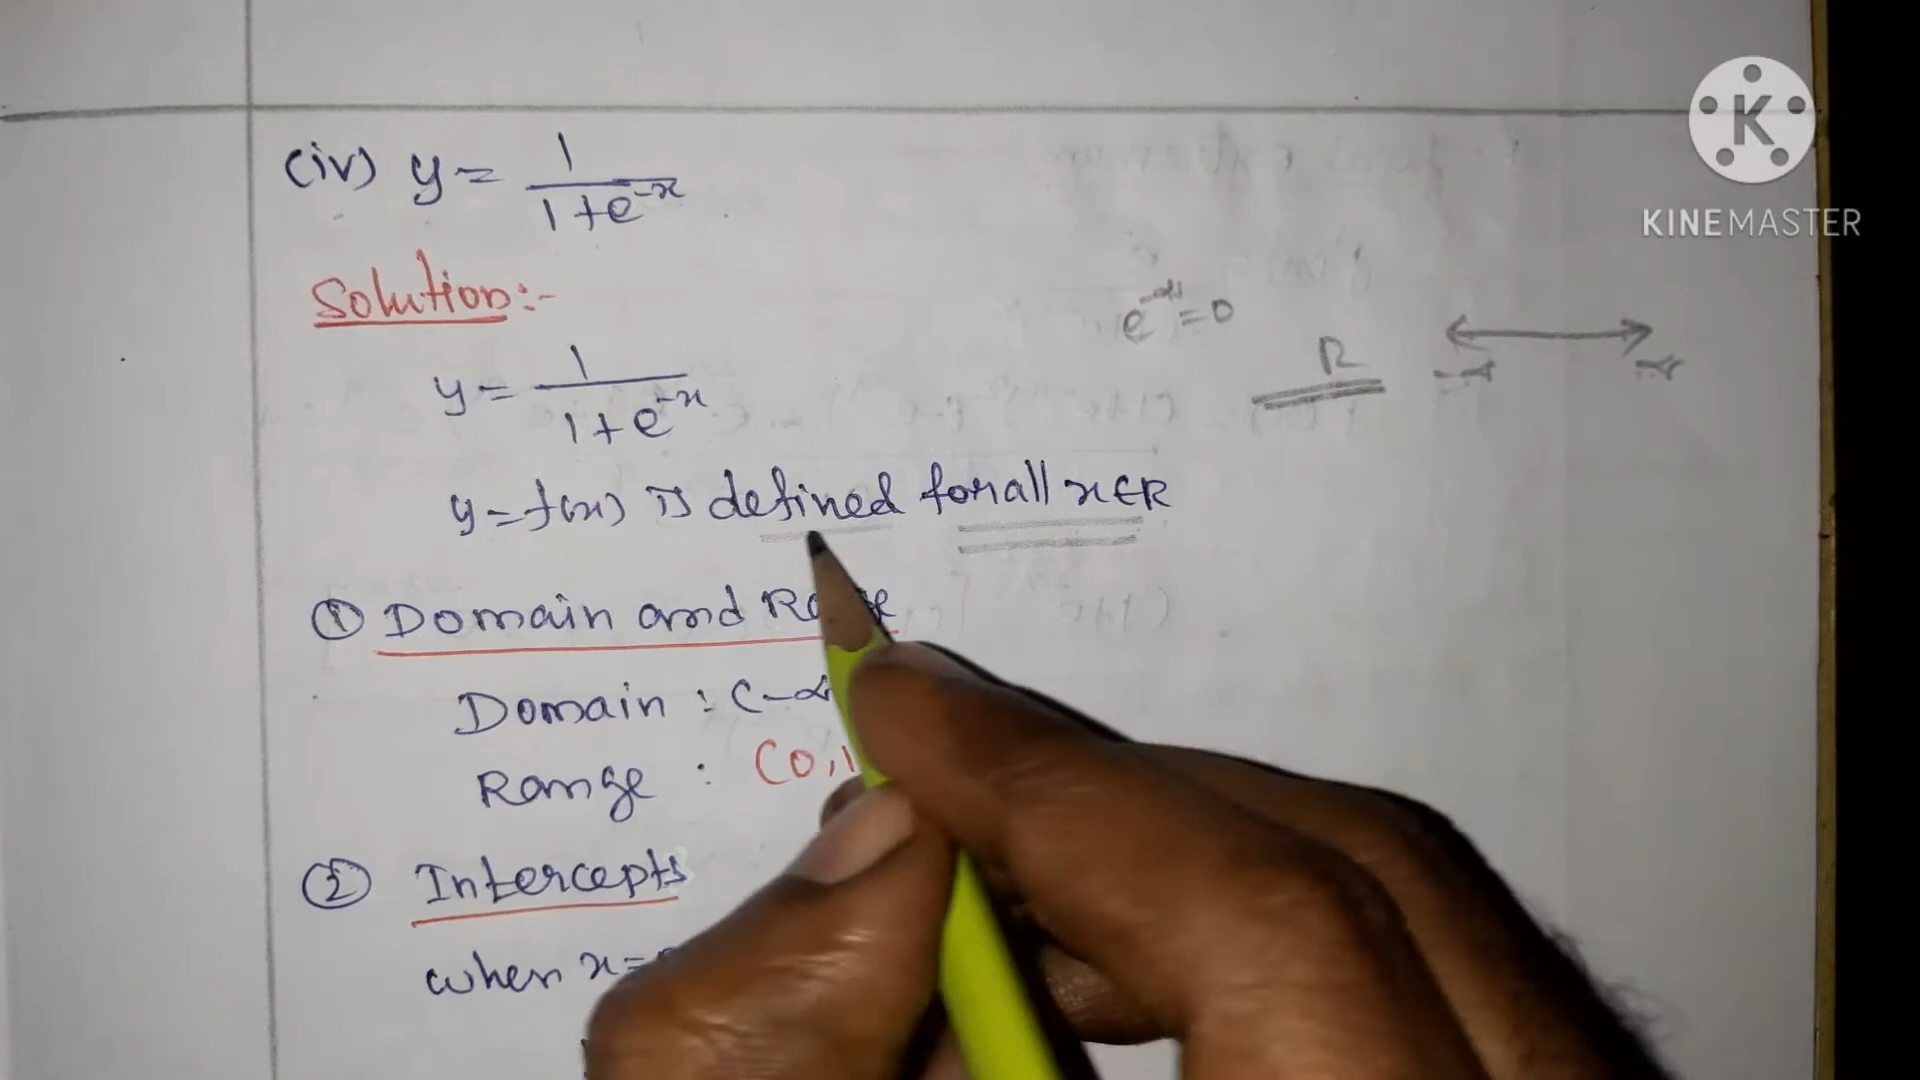 (iv) y = 1/(1+e^-x)
Solution:-
y = 1/(1+e^-x)
y = f(x) is defined for all x∈R
① Domain and
Domain : (-∞
Range : (0,1
② Intercepts
when x=
e^-∞ = 0
R
-∞ ∞
K
KINEMASTER